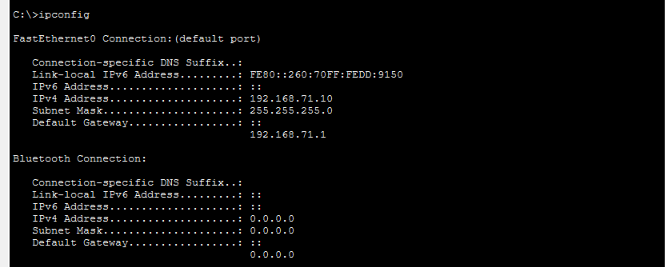 C:\>ipconfig
FastEthernet0 Connection:(default port)
Connection-specific DNS Suffix..:
Link-local IPv6 Address.........: FE80::260:70FF:FEDD:9150
IPv6 Address....................: ::
IPv4 Address....................: 192.168.71.10
Subnet Mask.....................: 255.255.255.0
Default Gateway.................: ::
192.168.71.1
Bluetooth Connection:
Connection-specific DNS Suffix..:
Link-local IPv6 Address.........: ::
IPv6 Address....................: ::
IPv4 Address....................: 0.0.0.0
Subnet Mask.....................: 0.0.0.0
Default Gateway.................: ::
0.0.0.0